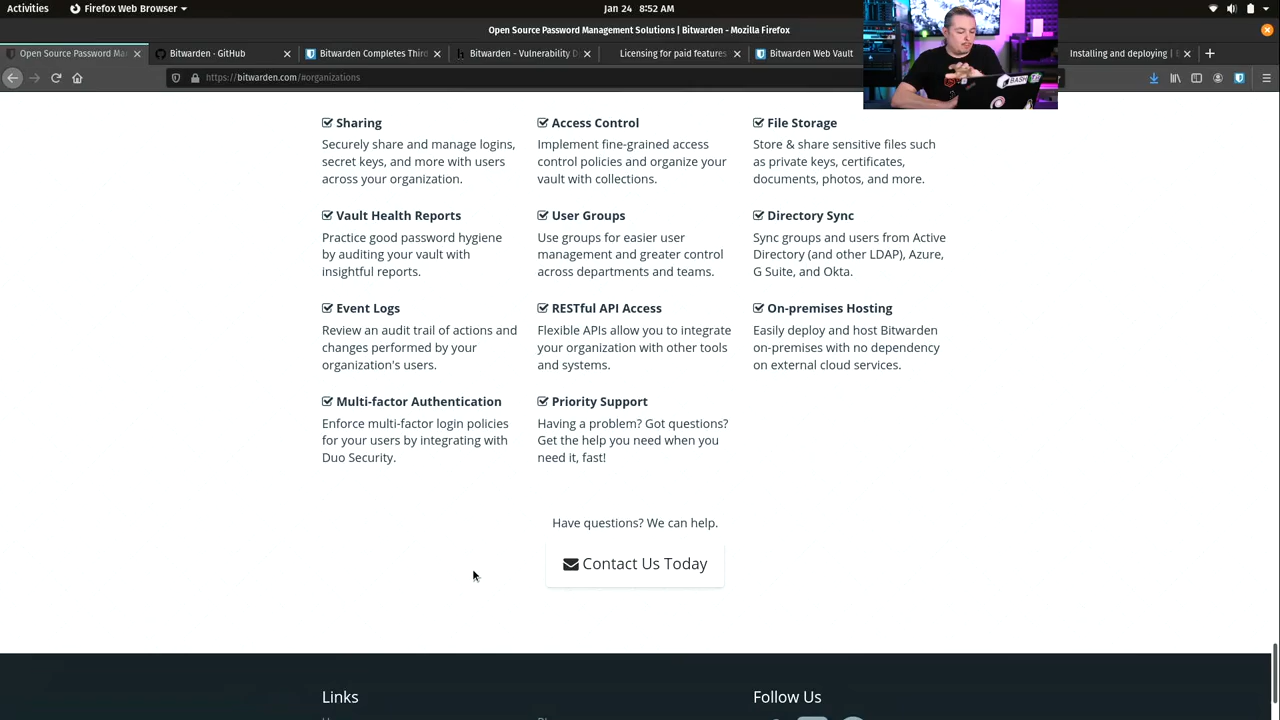 Activities
Firefox Web Browser
Jan 24 8:52 AM
Open Source Password Management Solutions | Bitwarden - Mozilla Firefox
Open Source Password Ma
Bitwarden · GitHub
Bitwarden Completes Third
Bitwarden - Vulnerability D
Licensing for paid features
Bitwarden Web Vault
Installing and deploying |
https://bitwarden.com/#organizations
Sharing
Securely share and manage logins,
secret keys, and more with users
across your organization.
Access Control
Implement fine-grained access
control policies and organize your
vault with collections.
File Storage
Store & share sensitive files such
as private keys, certificates,
documents, photos, and more.
Vault Health Reports
Practice good password hygiene
by auditing your vault with
insightful reports.
User Groups
Use groups for easier user
management and greater control
across departments and teams.
Directory Sync
Sync groups and users from Active
Directory (and other LDAP), Azure,
G Suite, and Okta.
Event Logs
Review an audit trail of actions and
changes performed by your
organization's users.
RESTful API Access
Flexible APIs allow you to integrate
your organization with other tools
and systems.
On-premises Hosting
Easily deploy and host Bitwarden
on-premises with no dependency
on external cloud services.
Multi-factor Authentication
Enforce multi-factor login policies
for your users by integrating with
Duo Security.
Priority Support
Having a problem? Got questions?
Get the help you need when you
need it, fast!
Have questions? We can help.
Contact Us Today
Links
Follow Us
BASH